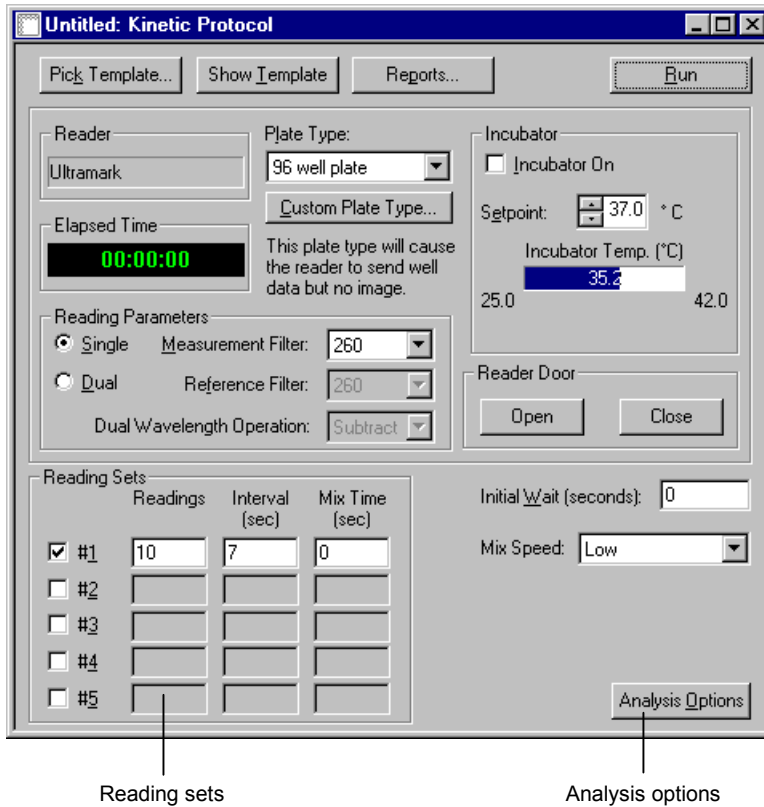 Untitled: Kinetic Protocol
Pick Template... Show Template Reports... Run
Reader
Ultramark
Plate Type:
96 well plate
Custom Plate Type...
This plate type will cause
the reader to send well
data but no image.
Incubator
Incubator On
Setpoint: 37.0 ° C
Incubator Temp. (°C)
35.2
25.0 42.0
Elapsed Time
00:00:00
Reading Parameters
Single Measurement Filter: 260
Dual Reference Filter: 260
Dual Wavelength Operation: Subtract
Reader Door
Open Close
Reading Sets
Readings Interval Mix Time
(sec) (sec)
#1 10 7 0
#2
#3
#4
#5
Initial Wait (seconds): 0
Mix Speed: Low
Analysis Options
Reading sets Analysis options